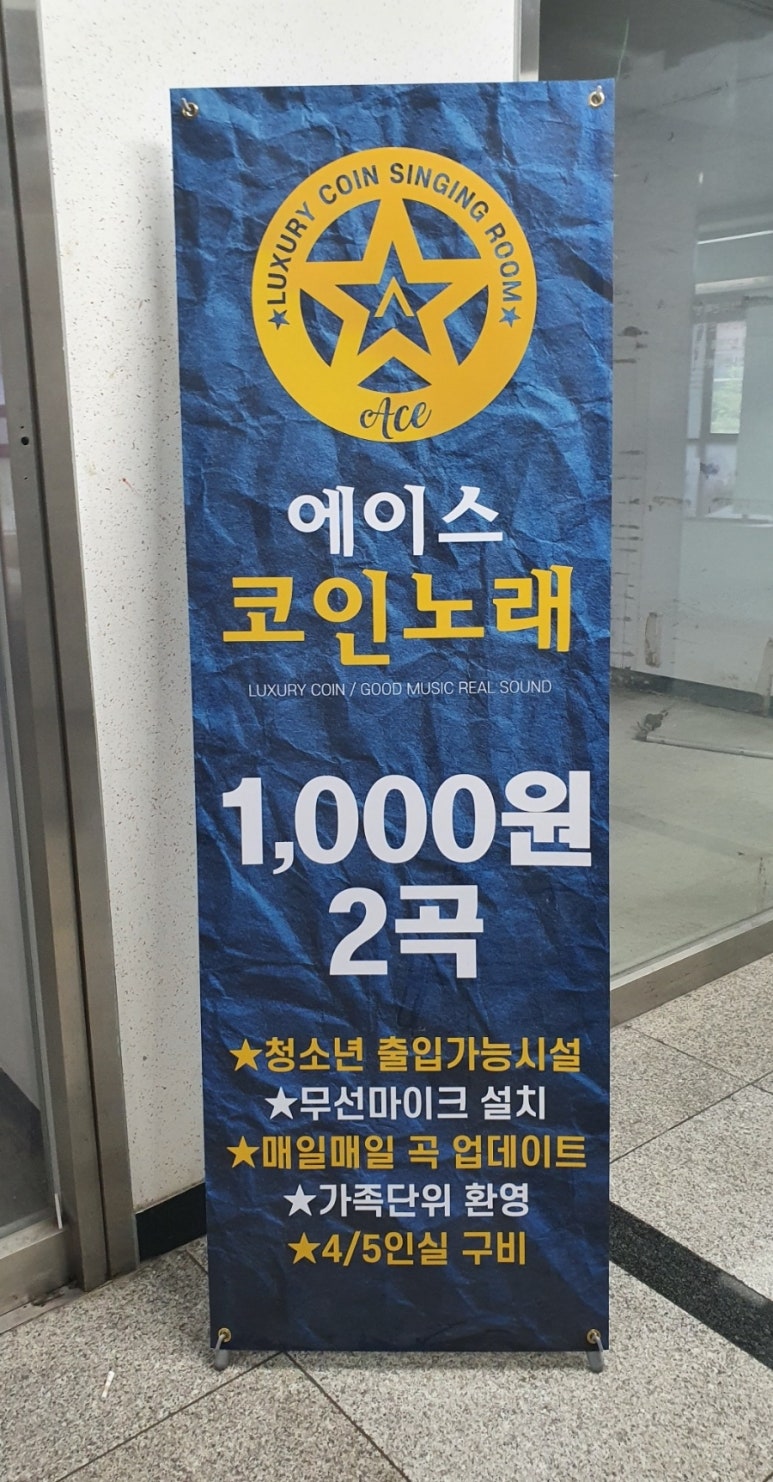 ★LUXURY COIN SINGING ROOM★
Ace
에이스
코인노래
LUXURY COIN / GOOD MUSIC REAL SOUND
1,000원
2곡
★청소년 출입가능시설
★무선마이크 설치
★매일매일 곡 업데이트
★가족단위 환영
★4/5인실 구비